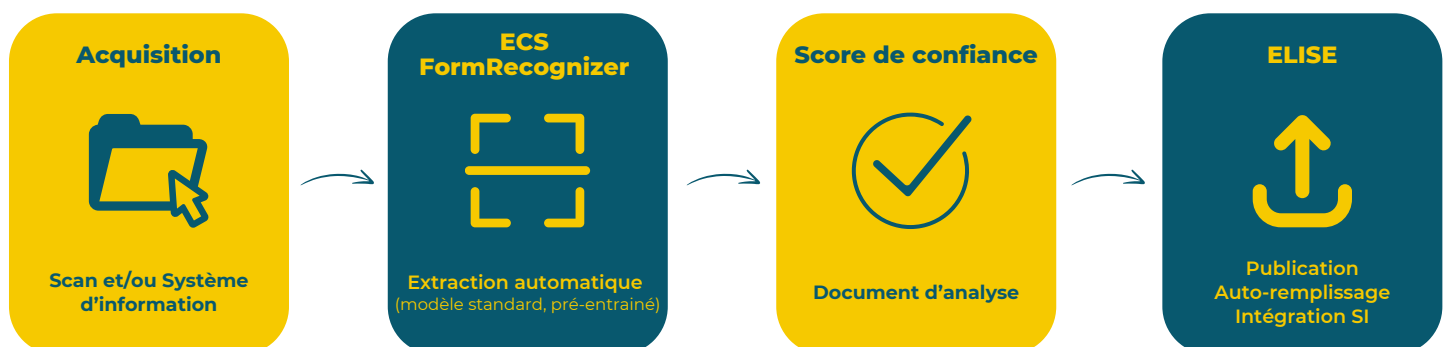 Acquisition
Scan et/ou Système
d’information
ECS
FormRecognizer
Extraction automatique
(modèle standard, pré-entrainé)
Score de confiance
Document d’analyse
ELISE
Publication
Auto-remplissage
Intégration SI